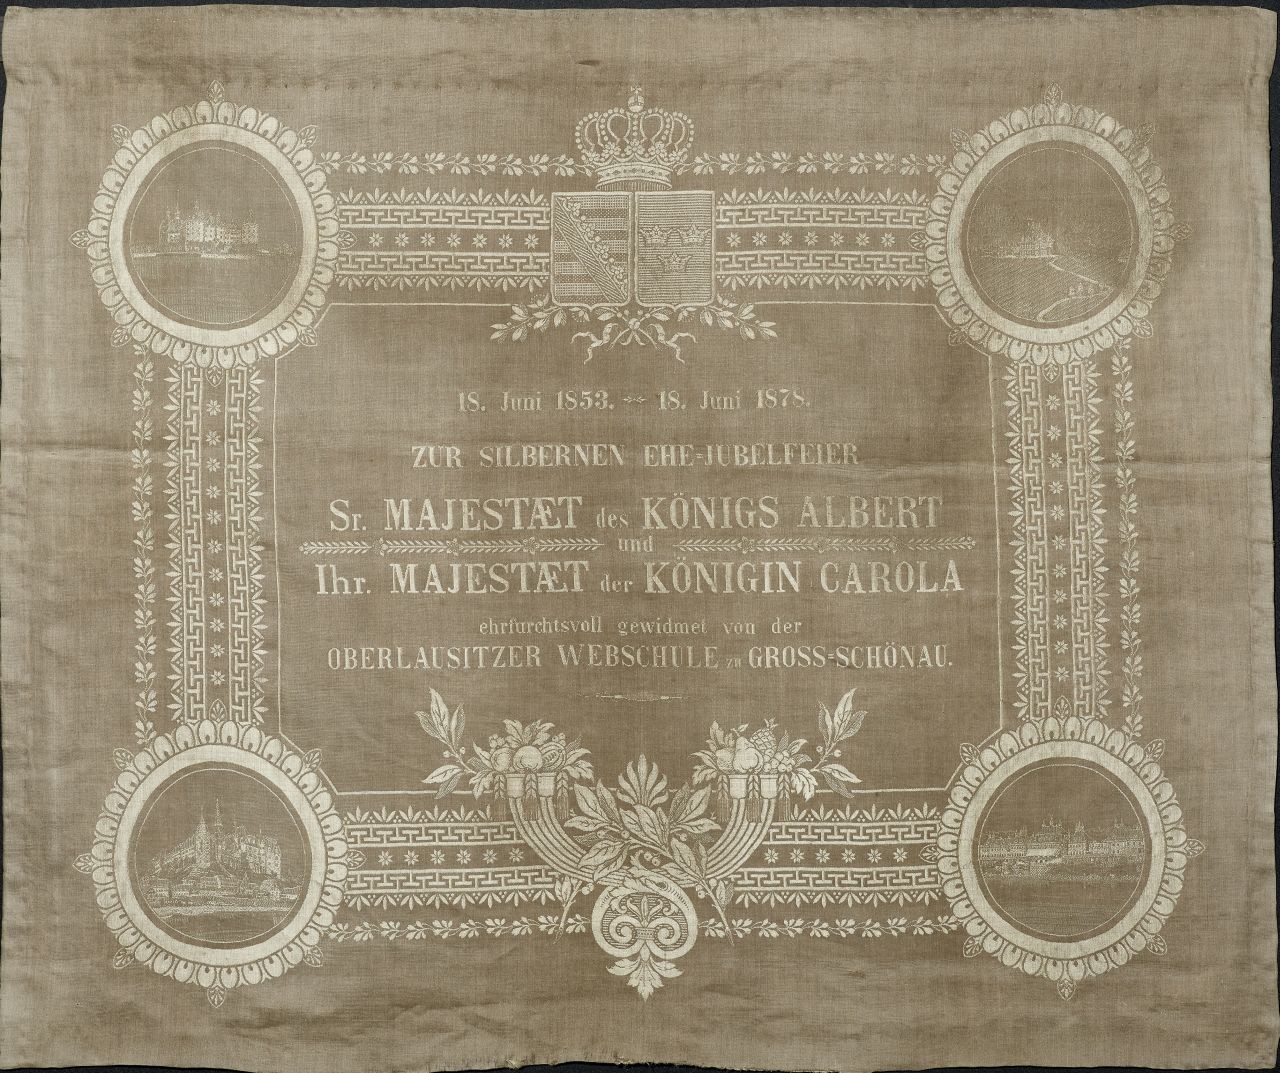 18. Juni 1853. 18. Juni 1878.
ZUR SILBERNEN EHE=JUBELFEIER
Sr. MAJESTÆT des KÖNIGS ALBERT
und
Ihr. MAJESTÆT der KÖNIGIN CAROLA
ehrfurchtsvoll gewidmet von der
OBERLAUSITZER WEBSCHULE zu GROSS=SCHÖNAU.